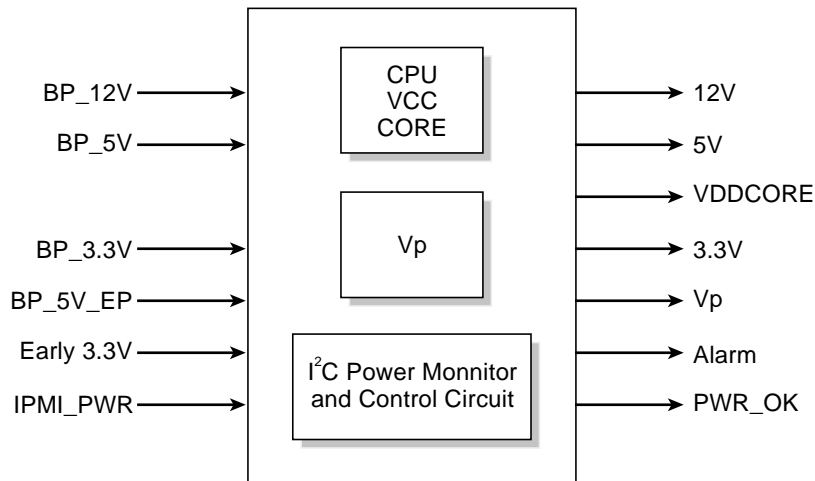 BP_12V
BP_5V
BP_3.3V
BP_5V_EP
Early 3.3V
IPMI_PWR
CPU
VCC
CORE
Vp
I²C Power Monnitor
and Control Circuit
12V
5V
VDDCORE
3.3V
Vp
Alarm
PWR_OK